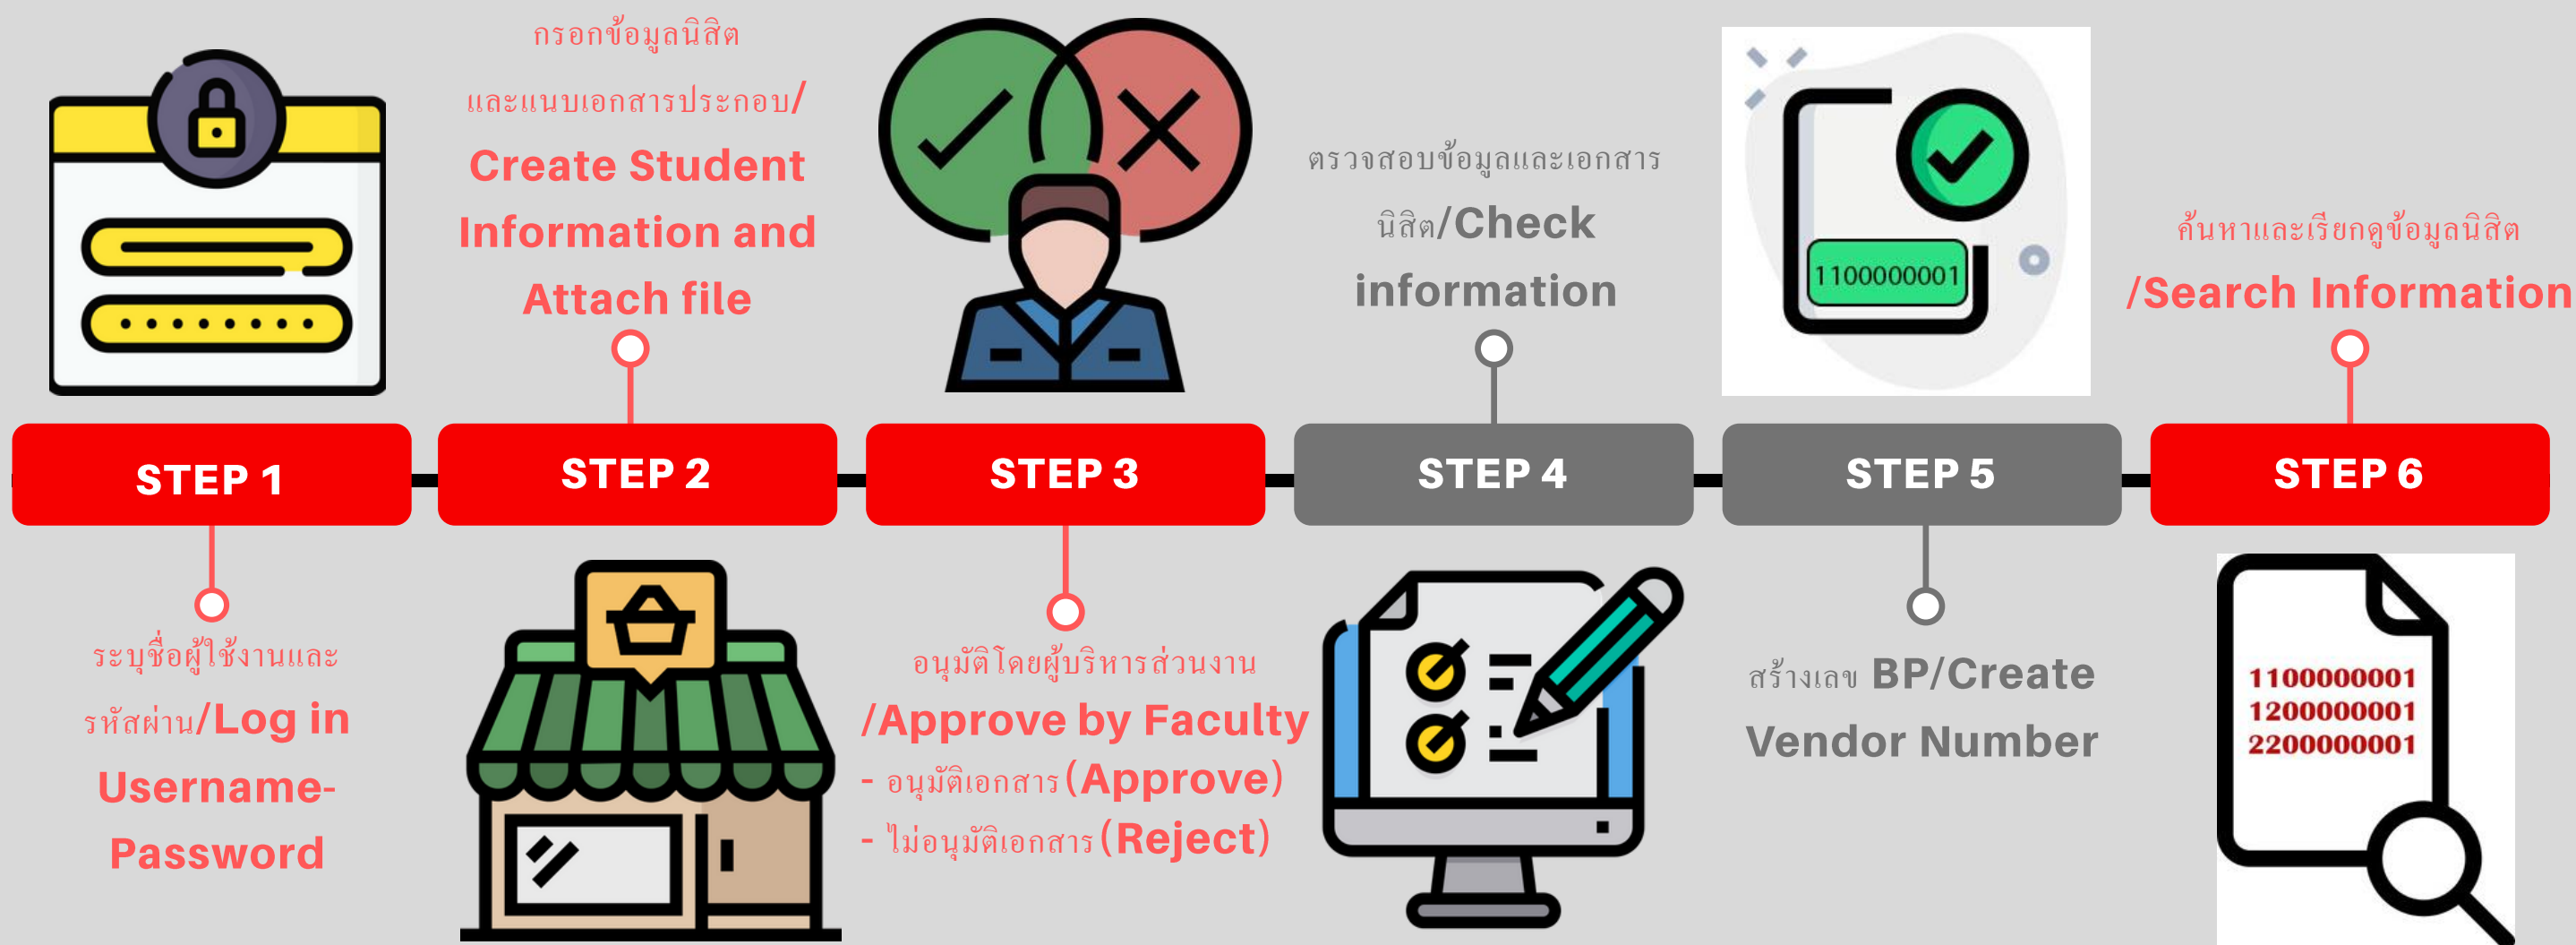 กรอกข้อมูลนิสิต
และแนบเอกสารประกอบ/
Create Student
Information and
Attach file
ตรวจสอบข้อมูลและเอกสาร
นิสิต/Check
information
1100000001
ค้นหาและเรียกดูข้อมูลนิสิต
/Search Information
STEP 1
STEP 2
STEP 3
STEP 4
STEP 5
STEP 6
ระบุชื่อผู้ใช้งานและ
รหัสผ่าน/Log in
Username-
Password
อนุมัติโดยผู้บริหารส่วนงาน
/Approve by Faculty
- อนุมัติเอกสาร(Approve)
- ไม่อนุมัติเอกสาร(Reject)
สร้างเลข BP/Create
Vendor Number
1100000001
1200000001
2200000001